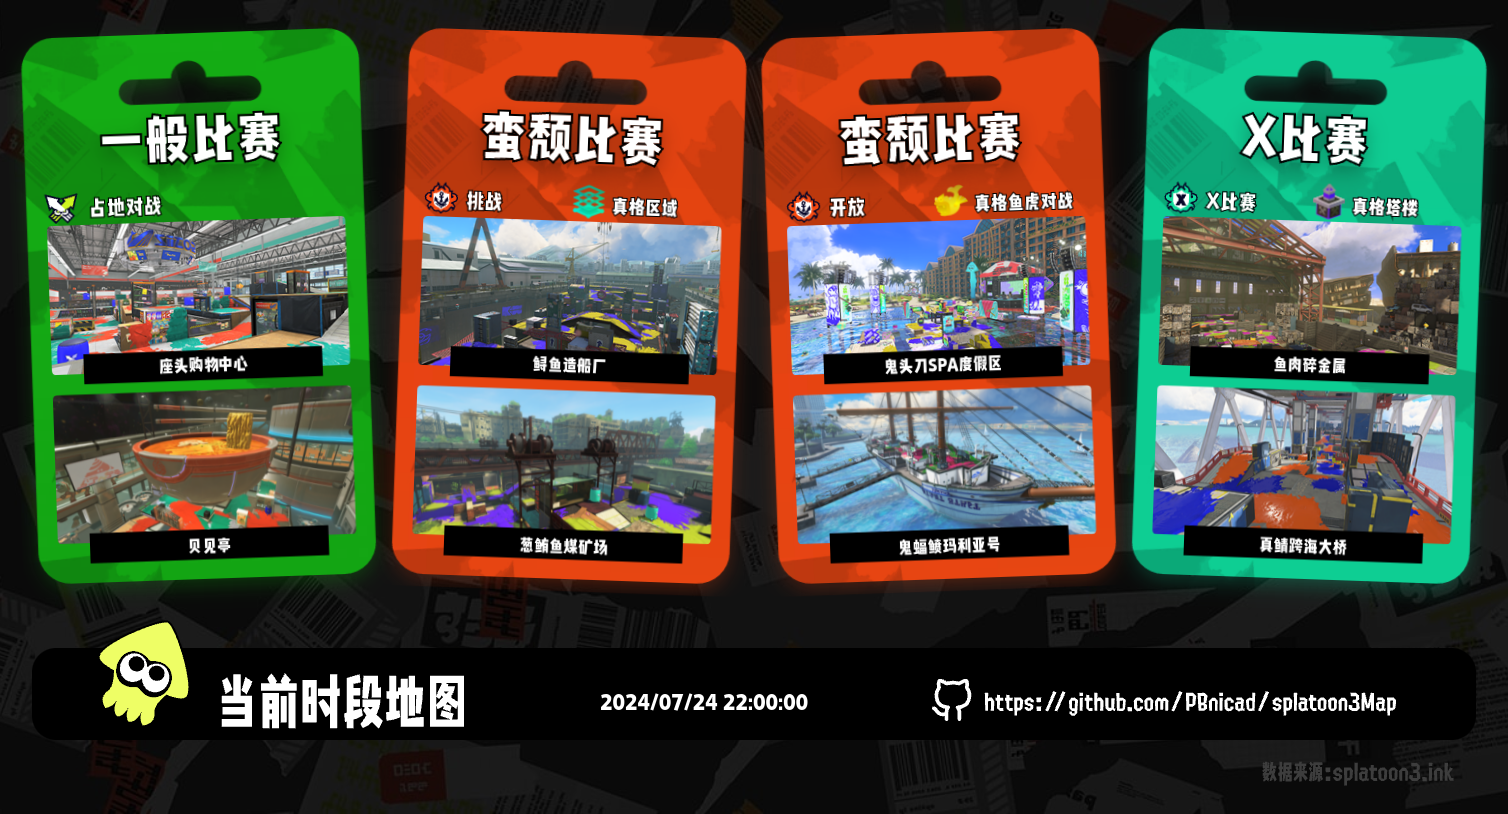 一般比赛
占地对战
座头购物中心
贝贝亭
蛮颓比赛
挑战
真格区域
鲟鱼造船厂
葱鲔鱼煤矿场
蛮颓比赛
开放
真格鱼虎对战
鬼头刀SPA度假区
鬼蝠鲼玛利亚号
X比赛
X比赛
真格塔楼
鱼肉碎金属
真鲭跨海大桥
当前时段地图
2024/07/24 22:00:00
https://github.com/PBnicad/splatoon3Map
数据来源:splatoon3.ink